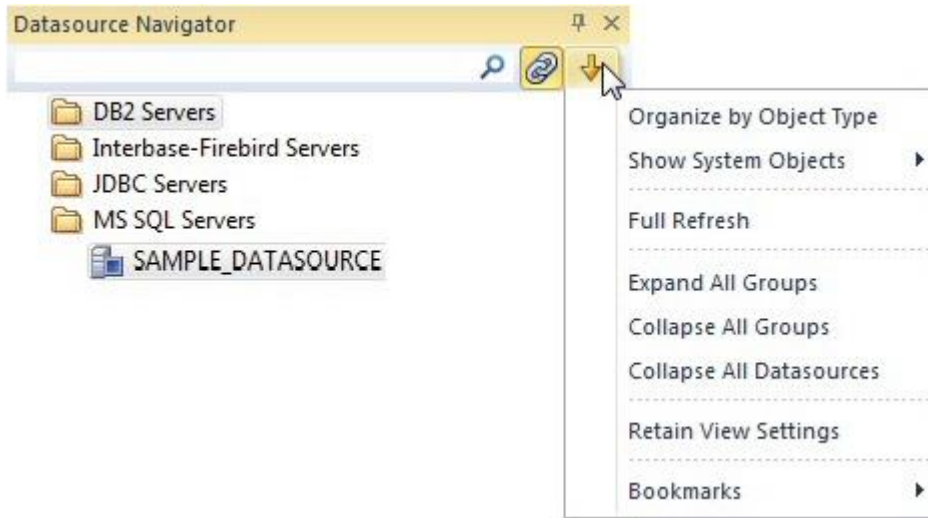 Datasource Navigator
DB2 Servers
Interbase-Firebird Servers
JDBC Servers
MS SQL Servers
SAMPLE_DATASOURCE
Organize by Object Type
Show System Objects
Full Refresh
Expand All Groups
Collapse All Groups
Collapse All Datasources
Retain View Settings
Bookmarks